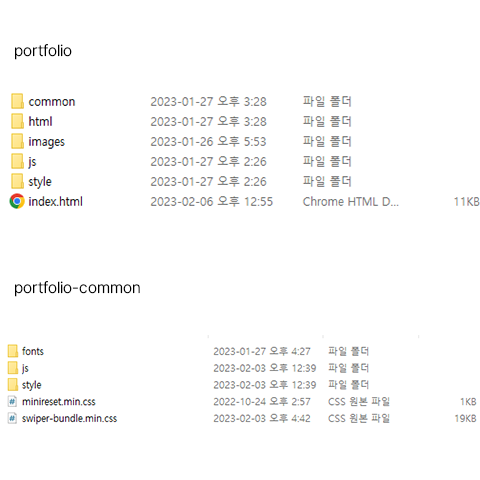 portfolio
common 2023-01-27 오후 3:28 파일 폴더
html 2023-01-27 오후 3:28 파일 폴더
images 2023-01-26 오후 5:53 파일 폴더
js 2023-01-27 오후 2:26 파일 폴더
style 2023-01-27 오후 2:26 파일 폴더
index.html 2023-02-06 오후 12:55 Chrome HTML D... 11KB
portfolio-common
fonts 2023-01-27 오후 4:27 파일 폴더
js 2023-02-03 오후 12:39 파일 폴더
style 2023-02-03 오후 12:39 파일 폴더
minireset.min.css 2022-10-24 오후 2:57 CSS 원본 파일 1KB
swiper-bundle.min.css 2023-02-03 오후 4:42 CSS 원본 파일 19KB